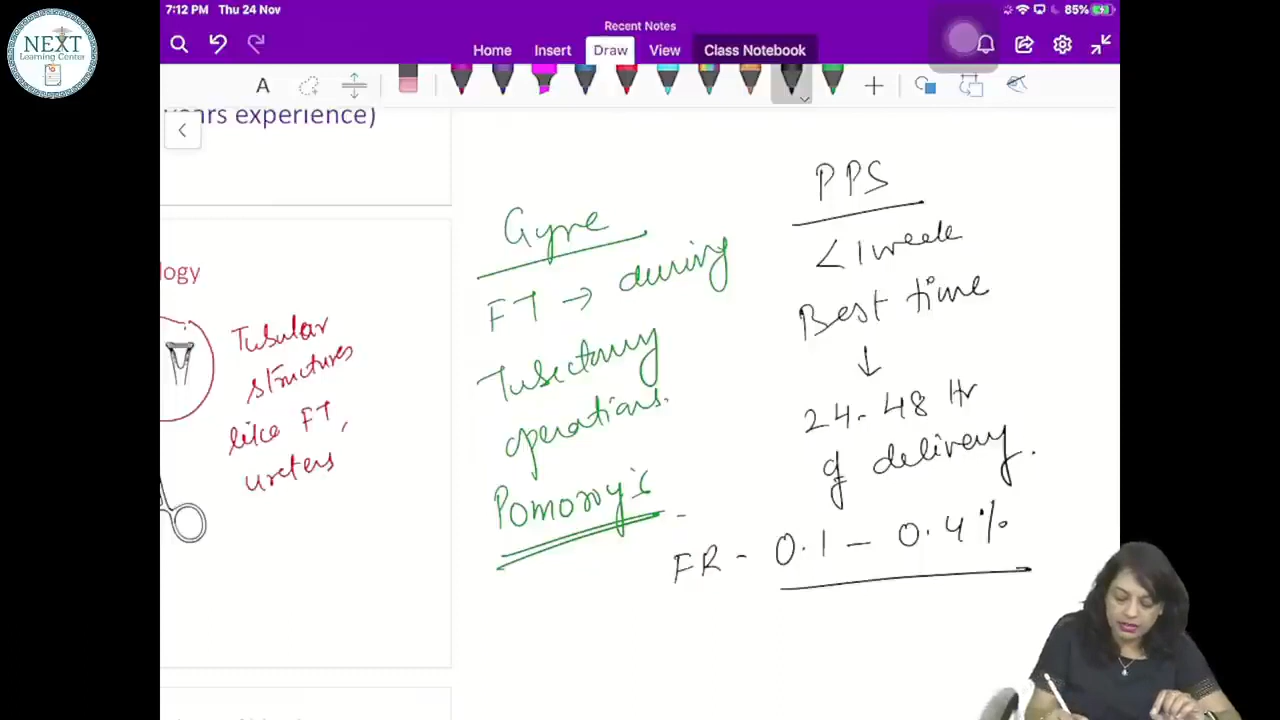 7:12 PM Thu 24 Nov
85%
NEXT
Learning Center
Recent Notes
Home Insert Draw View Class Notebook
A
ars experience)
logy
Tubular
structures
like FT,
ureters
Gyne
FT → during
Tubectomy
operations.
Pomoroy's
PPS
< 1 week
Best time
↓
24-48 Hr
of delivery.
FR - 0.1 - 0.4%